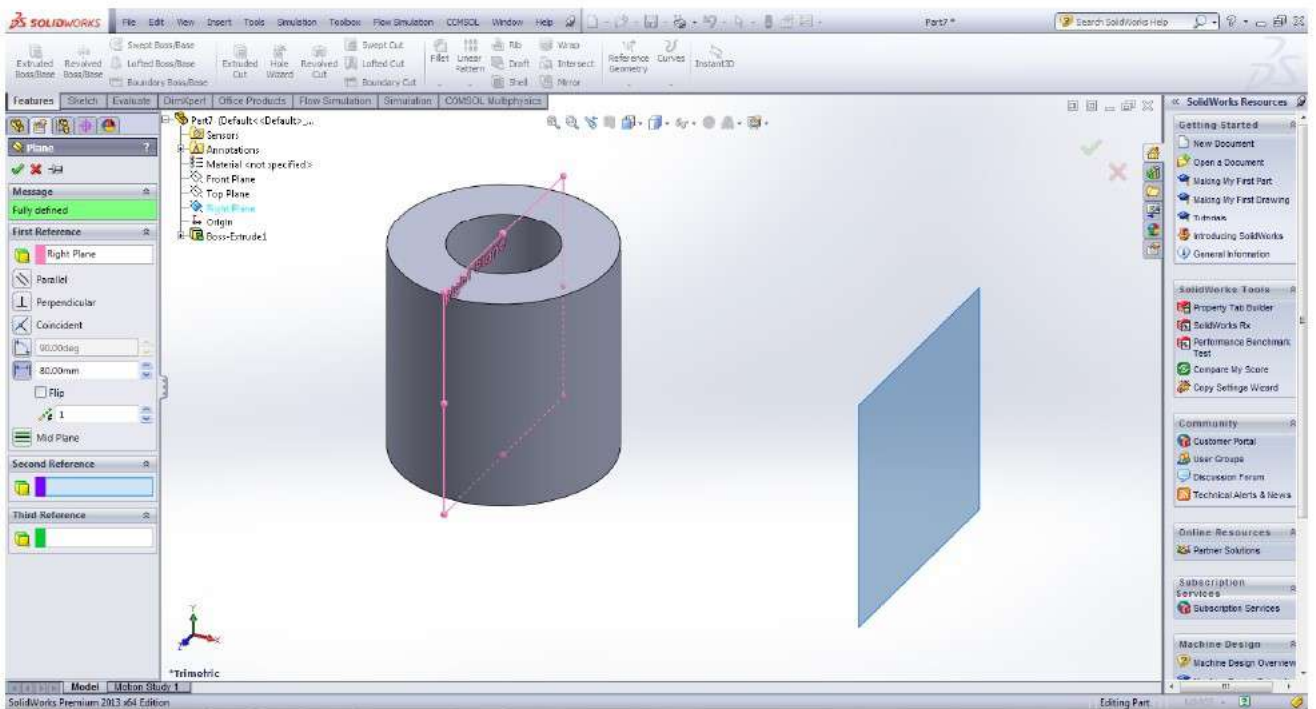 SOLIDWORKS File Edit View Insert Tools Simulation Toolbox Flow Simulation COMSOL Window Help Part7 * Search SolidWorks Help
Extruded Boss/Base
Revolved Boss/Base
Swept Boss/Base
Lofted Boss/Base
Boundary Boss/Base
Extruded Cut
Hole Wizard
Revolved Cut
Swept Cut
Lofted Cut
Boundary Cut
Fillet
Linear Pattern
Rib
Draft
Shell
Wrap
Intersect
Mirror
Reference Geometry
Curves
Instant3D
Features Sketch Evaluate DimXpert Office Products Flow Simulation Simulation COMSOL Multiphysics
Plane ?
Message
Fully defined
First Reference
Right Plane
Parallel
Perpendicular
Coincident
90.00deg
80.00mm
Flip
1
Mid Plane
Second Reference
Third Reference
Part7 (Default<<Default>_...
Sensors
Annotations
Material <not specified>
Front Plane
Top Plane
Right Plane
Origin
Boss-Extrude1
Right Plane
Y
X
Z
*Trimetric
SolidWorks Resources
Getting Started
New Document
Open a Document
Making My First Part
Making My First Drawing
Tutorials
Introducing SolidWorks
General Information
SolidWorks Tools
Property Tab Builder
SolidWorks Rx
Performance Benchmark Test
Compare My Score
Copy Settings Wizard
Community
Customer Portal
User Groups
Discussion Forum
Technical Alerts & News
Online Resources
Partner Solutions
Subscription Services
Subscription Services
Machine Design
Machine Design Overview
Model Motion Study 1
SolidWorks Premium 2013 x64 Edition Editing Part